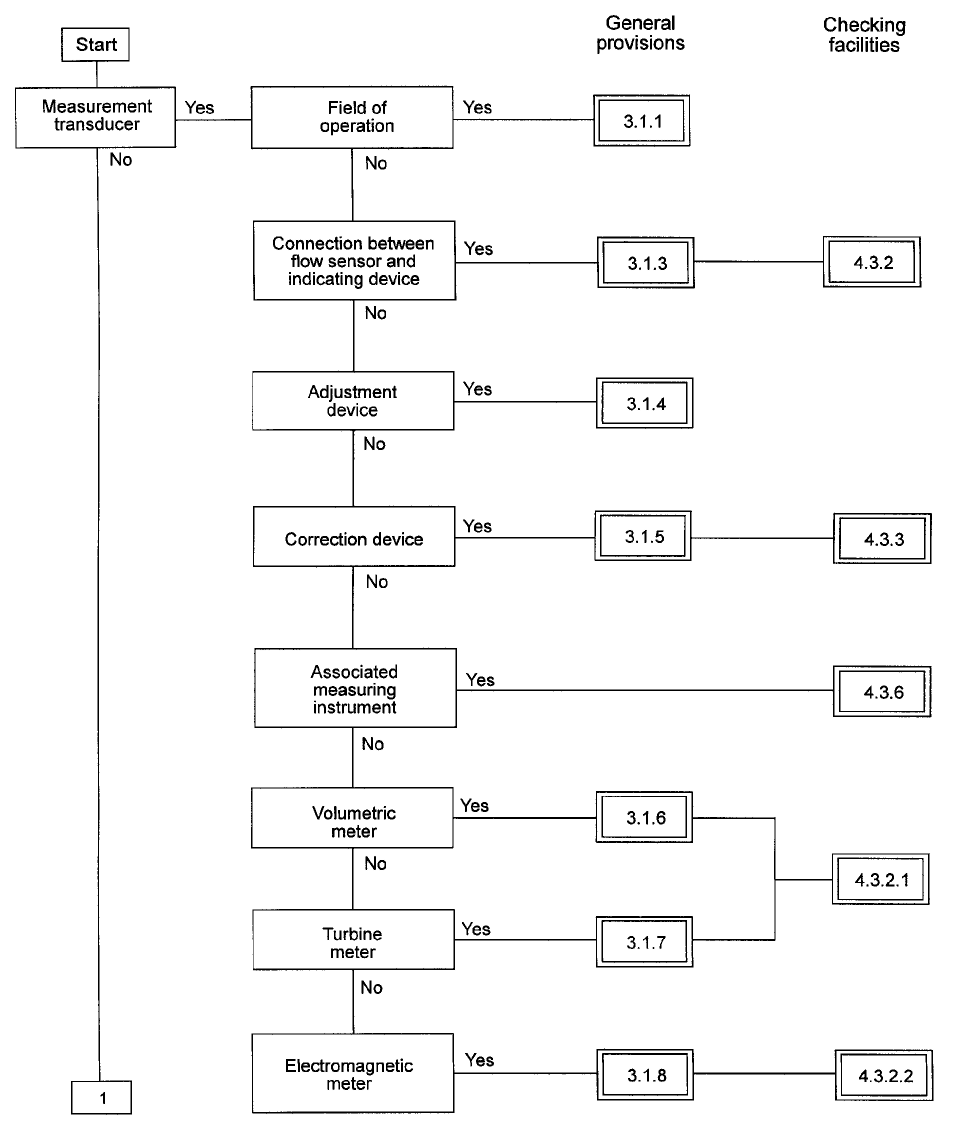 General
provisions
Checking
facilities
Start
Measurement
transducer
Yes
Field of
operation
Yes
3.1.1
No
No
Connection between
flow sensor and
indicating device
Yes
3.1.3
4.3.2
No
Adjustment
device
Yes
3.1.4
No
Correction device
Yes
3.1.5
4.3.3
No
Associated
measuring
instrument
Yes
4.3.6
No
Volumetric
meter
Yes
3.1.6
No
4.3.2.1
Turbine
meter
Yes
3.1.7
No
Electromagnetic
meter
Yes
3.1.8
4.3.2.2
1